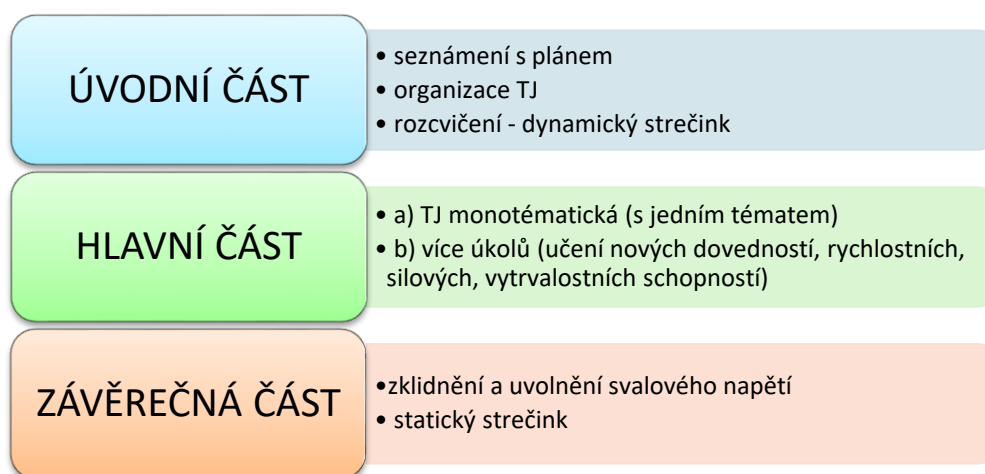 ÚVODNÍ ČÁST
• seznámení s plánem
• organizace TJ
• rozcvičení - dynamický strečink
HLAVNÍ ČÁST
• a) TJ monotématická (s jedním tématem)
• b) více úkolů (učení nových dovedností, rychlostních,
silových, vytrvalostních schopností)
ZÁVĚREČNÁ ČÁST
•zklidnění a uvolnění svalového napětí
• statický strečink